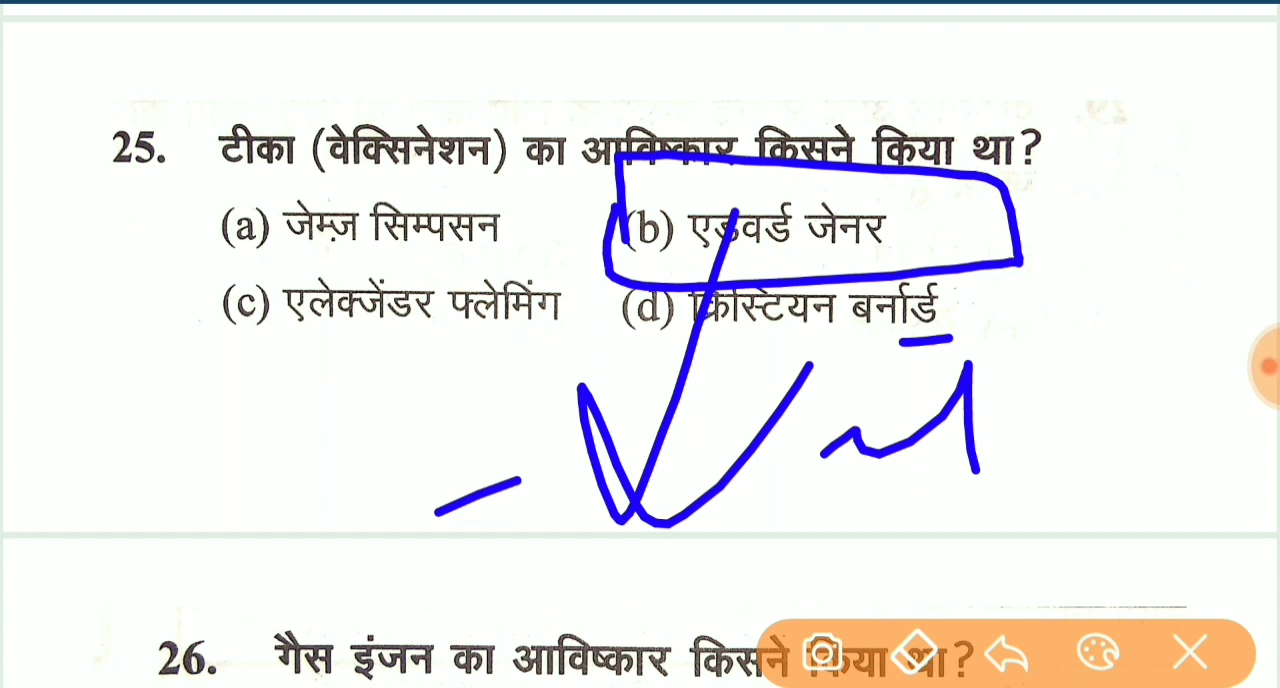 25. टीका (वेक्सिनेशन) का आविष्कार किसने किया था?
(a) जेम्ज़ सिम्पसन (b) एडवर्ड जेनर
(c) एलेक्जेंडर फ्लेमिंग (d) क्रिस्टियन बर्नार्ड
26. गैस इंजन का आविष्कार किसने किया था?